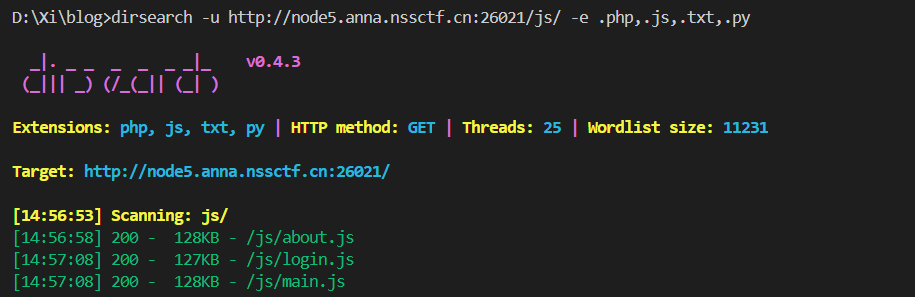 D:\Xi\blog>dirsearch -u http://node5.anna.nssctf.cn:26021/js/ -e .php,.js,.txt,.py
  _|. _ _  _  _  _ _|_    v0.4.3
 (_||| _) (/_(_|| (_| )
Extensions: php, js, txt, py | HTTP method: GET | Threads: 25 | Wordlist size: 11231
Target: http://node5.anna.nssctf.cn:26021/
[14:56:53] Scanning: js/
[14:56:58] 200 -  128KB - /js/about.js
[14:57:08] 200 -  127KB - /js/login.js
[14:57:08] 200 -  128KB - /js/main.js